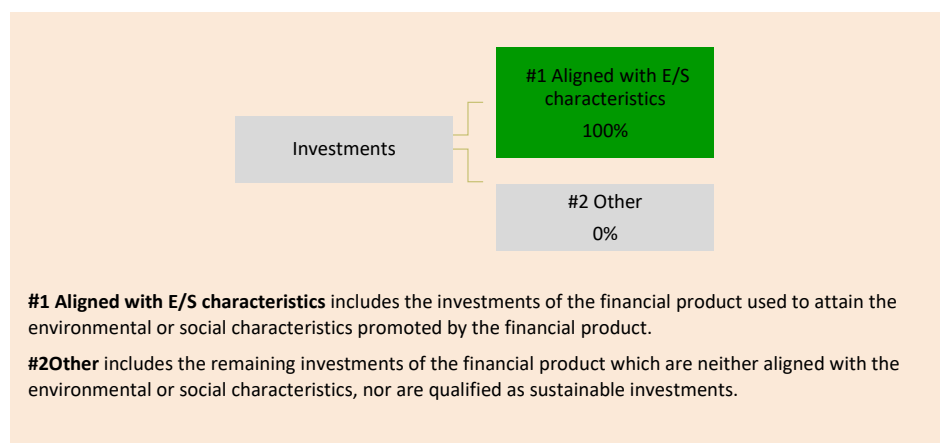 #1 Aligned with E/S
characteristics
100%
Investments
#2 Other
0%
#1 Aligned with E/S characteristics includes the investments of the financial product used to attain the
environmental or social characteristics promoted by the financial product.
#2Other includes the remaining investments of the financial product which are neither aligned with the
environmental or social characteristics, nor are qualified as sustainable investments.